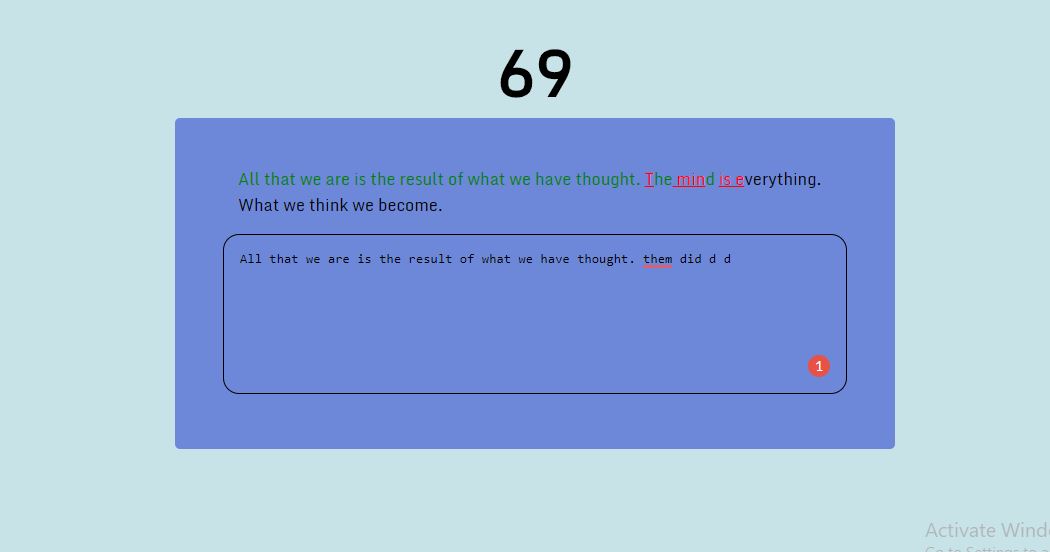 69
All that we are is the result of what we have thought. The mind is everything.
What we think we become.
All that we are is the result of what we have thought. them did d d
1
Activate Wind
Go to Settings to